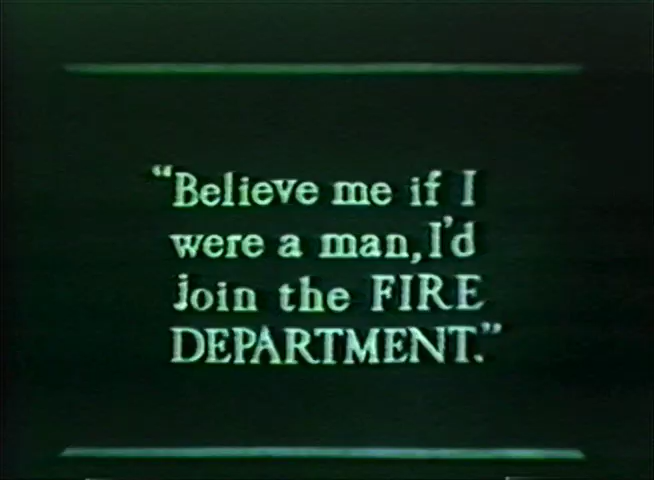 “Believe me if I
were a man, I'd
join the FIRE
DEPARTMENT.”